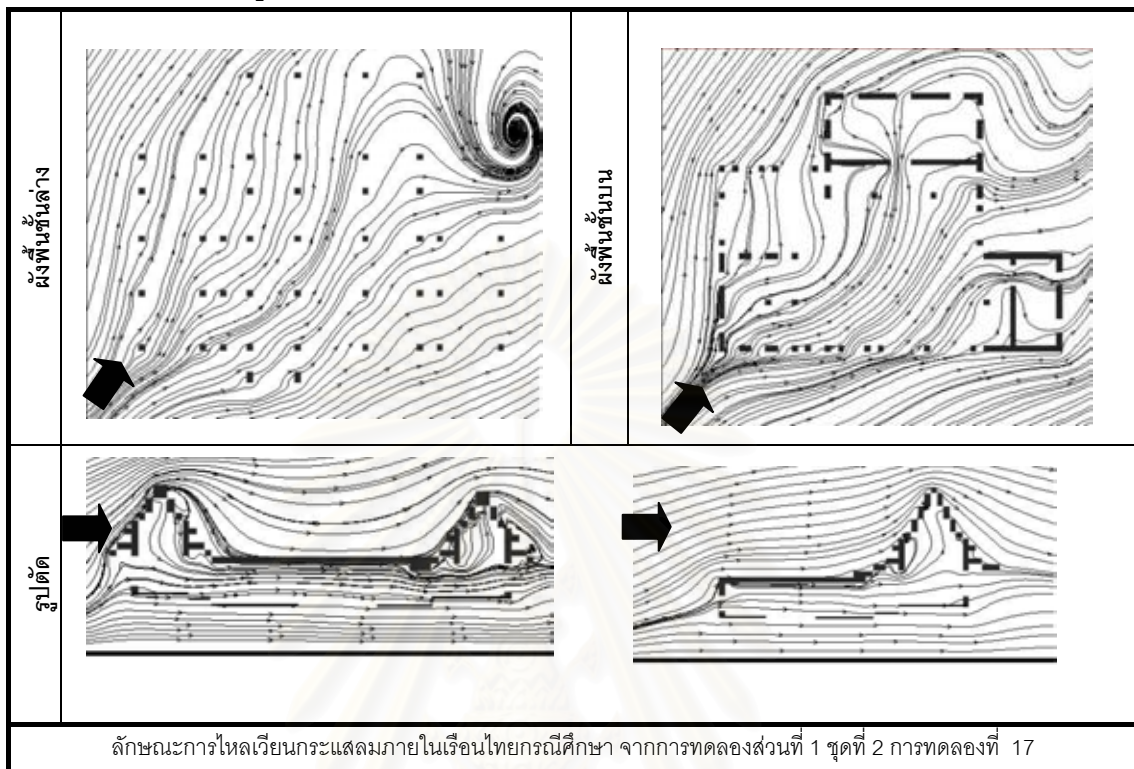 ผังพื้นชั้นล่าง
ผังพื้นชั้นบน
รูปตัด
ลักษณะการไหลเวียนกระแสลมภายในเรือนไทยกรณีศึกษา จากการทดลองส่วนที่ 1 ชุดที่ 2 การทดลองที่ 17